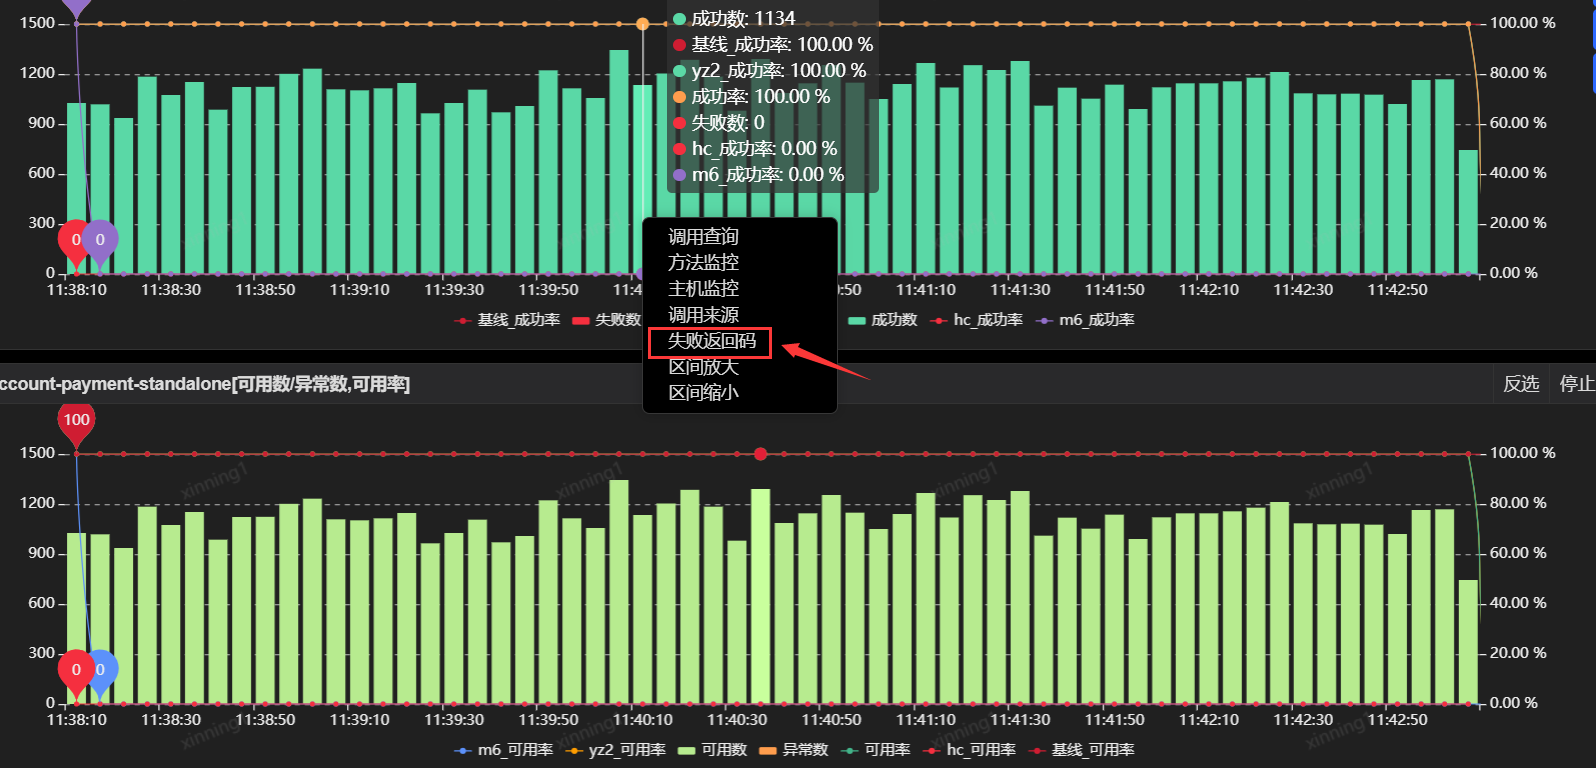 成功数: 1134
基线_成功率: 100.00 %
yz2_成功率: 100.00 %
成功率: 100.00 %
失败数: 0
hc_成功率: 0.00 %
m6_成功率: 0.00 %
1500
1200
900
600
300
0
100.00 %
80.00 %
60.00 %
40.00 %
20.00 %
0.00 %
0 0
11:38:10 11:38:30 11:38:50 11:39:10 11:39:30 11:39:50 11:4 :50 11:41:10 11:41:30 11:41:50 11:42:10 11:42:30 11:42:50
基线_成功率 失败数 成功数 hc_成功率 m6_成功率
调用查询
方法监控
主机监控
调用来源
失败返回码
区间放大
区间缩小
ccount-payment-standalone[可用数/异常数,可用率]
反选 停止
100
1500
1200
900
600
300
0
100.00 %
80.00 %
60.00 %
40.00 %
20.00 %
0.00 %
xinning1 xinning1 xinning1 xinning1
0 0
11:38:10 11:38:30 11:38:50 11:39:10 11:39:30 11:39:50 11:40:10 11:40:30 11:40:50 11:41:10 11:41:30 11:41:50 11:42:10 11:42:30 11:42:50
xinning1 xinning1 xinning1 xinning1
m6_可用率 yz2_可用率 可用数 异常数 可用率 hc_可用率 基线_可用率